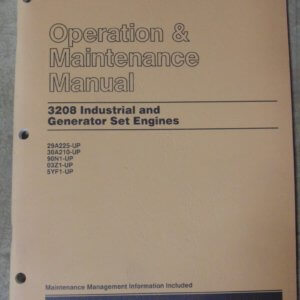 Operation &
Maintenance
Manual
3208 Industrial and
Generator Set Engines
29A225-UP
30A210-UP
90N1-UP
03Z1-UP
5YF1-UP
Maintenance Management Information Included